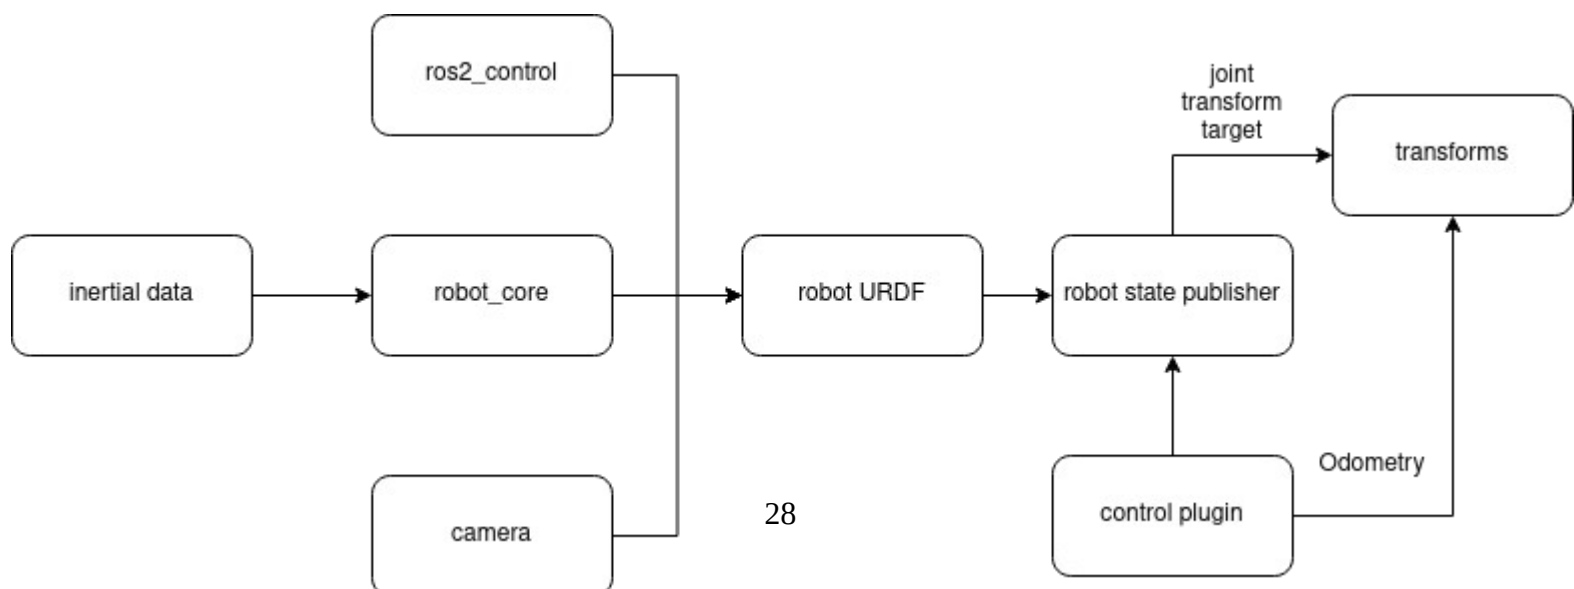 ros2_control
joint
transform
target
transforms
inertial data
robot_core
robot URDF
robot state publisher
Odometry
camera
28
control plugin